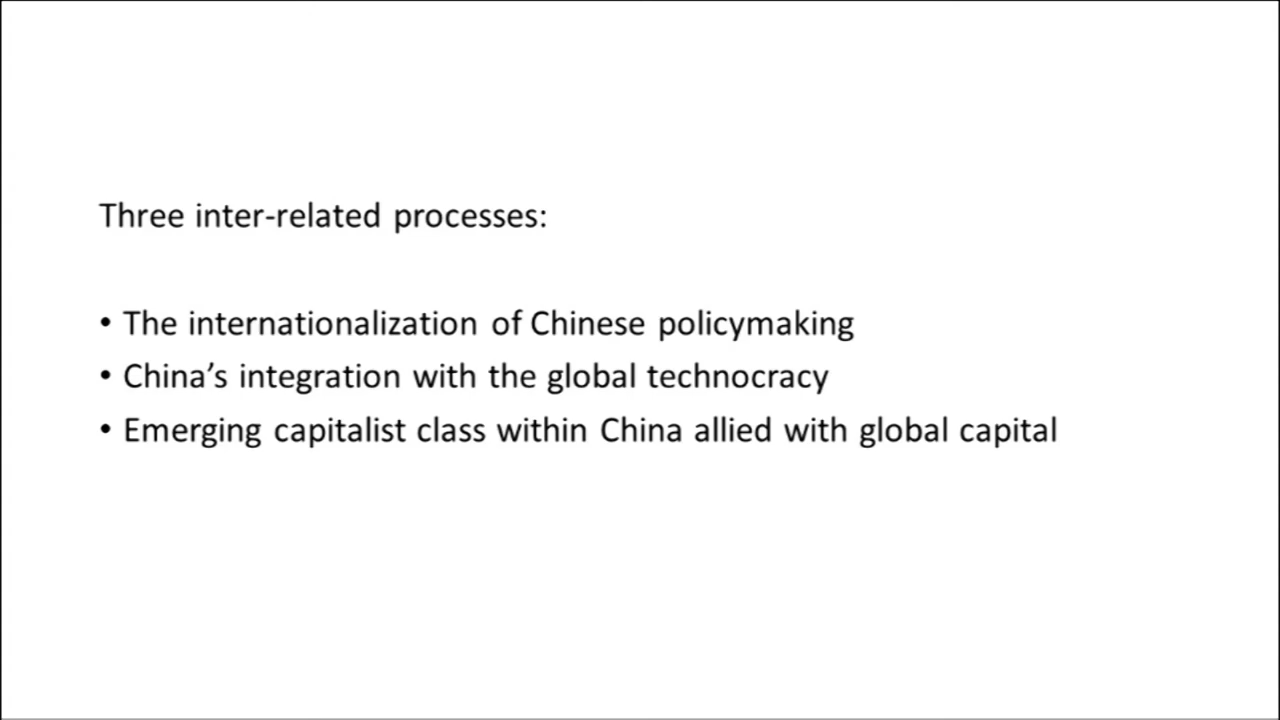 Three inter-related processes:
• The internationalization of Chinese policymaking
• China’s integration with the global technocracy
• Emerging capitalist class within China allied with global capital